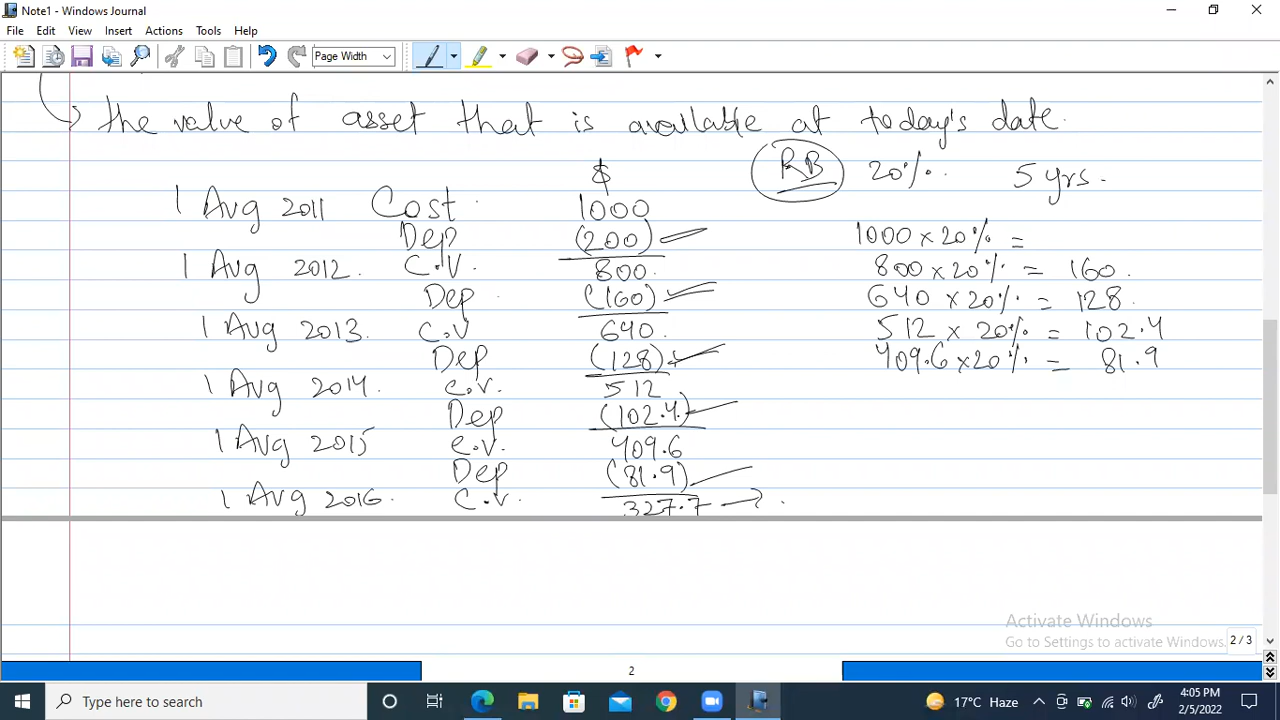 Note1 - Windows Journal
File Edit View Insert Actions Tools Help
Page Width
the value of asset that is available at today's date.
$ RB 20% 5 yrs.
1 Aug 2011 Cost 1000
Dep (200) 1000 x 20% =
1 Aug 2012. C.V. 800. 800 x 20% = 160.
Dep (160) 640 x 20% = 128.
1 Aug 2013. C.V 640. 512 x 20% = 102.4
Dep (128) 409.6 x 20% = 81.9
1 Aug 2014. C.V. 512
Dep (102.4)
1 Aug 2015 C.V. 409.6
Dep (81.9)
1 Aug 2016. C.V. 327.7 →
Activate Windows
Go to Settings to activate Windows.
2 / 3
2
Type here to search
17°C Haze
4:05 PM
2/5/2022